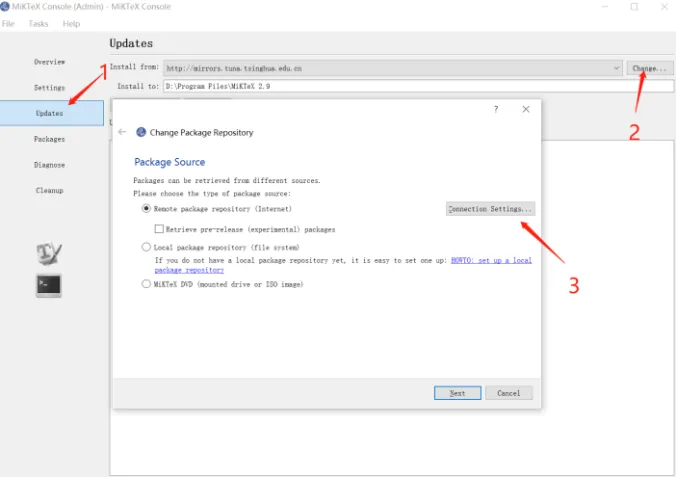 MiKTeX Console (Admin) - MiKTeX Console
File Tasks Help
Updates
Overview
Settings
Updates
Packages
Diagnose
Cleanup
1
Install from: http://mirrors.tuna.tsinghua.edu.cn Change...
Install to: D:\Program Files\MiKTeX 2.9
2
? ×
Change Package Repository
Package Source
Packages can be retrieved from different sources.
Please choose the type of package source:
Remote package repository (Internet) Connection Settings...
Retrieve pre-release (experimental) packages
Local package repository (file system)
If you do not have a local package repository yet, it is easy to set one up: HOWTO: set up a local
package repository
MiKTeX DVD (mounted drive or ISO image)
3
Next Cancel